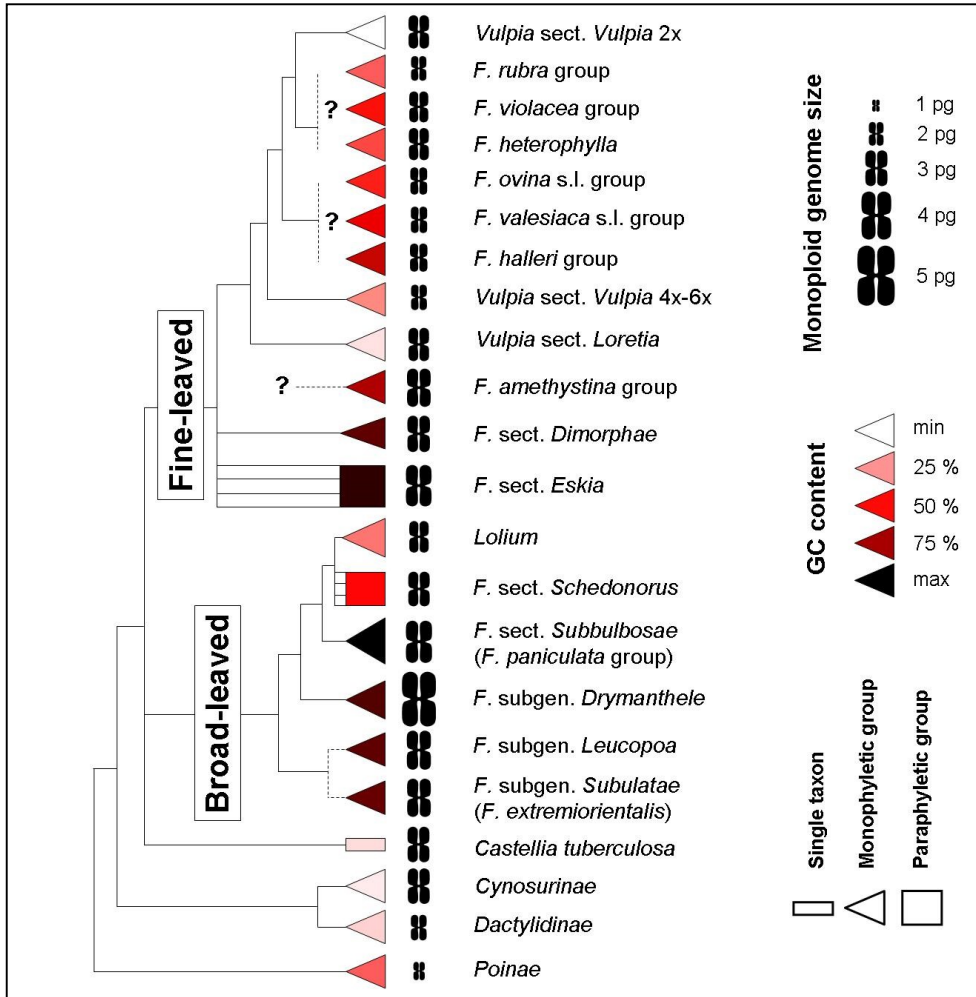 Vulpia sect. Vulpia 2x
F. rubra group
?
F. violacea group
F. heterophylla
F. ovina s.l. group
?
F. valesiaca s.l. group
F. halleri group
Vulpia sect. Vulpia 4x-6x
Vulpia sect. Loretia
?
F. amethystina group
F. sect. Dimorphae
F. sect. Eskia
Fine-leaved
Lolium
F. sect. Schedonorus
F. sect. Subbulbosae
(F. paniculata group)
F. subgen. Drymanthele
F. subgen. Leucopoa
F. subgen. Subulatae
(F. extremiorientalis)
Broad-leaved
Castellia tuberculosa
Cynosurinae
Dactylidinae
Poinae
Monoploid genome size
1 pg
2 pg
3 pg
4 pg
5 pg
GC content
min
25 %
50 %
75 %
max
Single taxon
Monophyletic group
Paraphyletic group